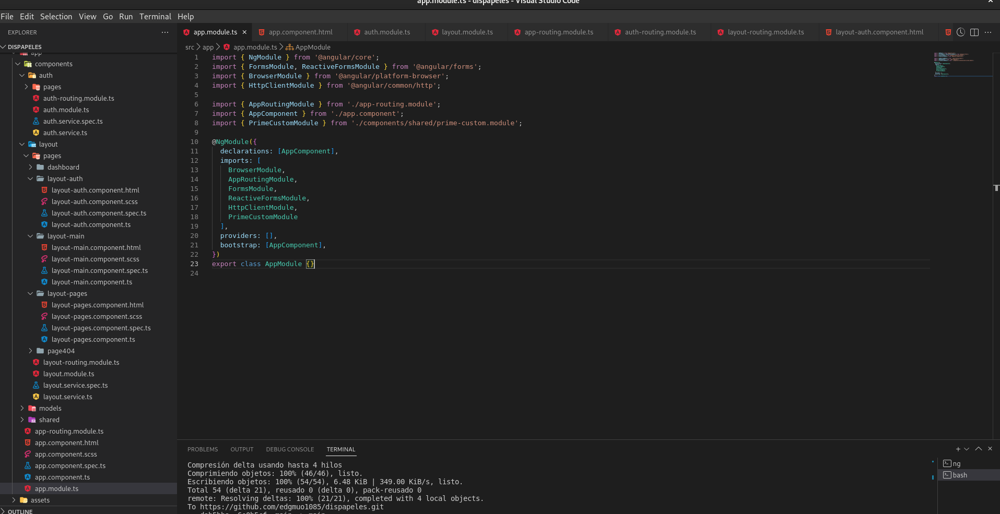 app.module.ts - dispapeles - Visual Studio Code
File Edit Selection View Go Run Terminal Help
EXPLORER
DISPAPELES
app
components
auth
pages
auth-routing.module.ts
auth.module.ts
auth.service.spec.ts
auth.service.ts
layout
pages
dashboard
layout-auth
layout-auth.component.html
layout-auth.component.scss
layout-auth.component.spec.ts
layout-auth.component.ts
layout-main
layout-main.component.html
layout-main.component.scss
layout-main.component.spec.ts
layout-main.component.ts
layout-pages
layout-pages.component.html
layout-pages.component.scss
layout-pages.component.spec.ts
layout-pages.component.ts
page404
layout-routing.module.ts
layout.module.ts
layout.service.spec.ts
layout.service.ts
models
shared
app-routing.module.ts
app.component.html
app.component.scss
app.component.spec.ts
app.component.ts
app.module.ts
assets
OUTLINE
app.module.ts app.component.html auth.module.ts layout.module.ts app-routing.module.ts auth-routing.module.ts layout-routing.module.ts layout-auth.component.html
src > app > app.module.ts > AppModule
1 import { NgModule } from '@angular/core';
2 import { FormsModule, ReactiveFormsModule } from '@angular/forms';
3 import { BrowserModule } from '@angular/platform-browser';
4 import { HttpClientModule } from '@angular/common/http';
5
6 import { AppRoutingModule } from './app-routing.module';
7 import { AppComponent } from './app.component';
8 import { PrimeCustomModule } from './components/shared/prime-custom.module';
9
10 @NgModule({
11 declarations: [AppComponent],
12 imports: [
13 BrowserModule,
14 AppRoutingModule,
15 FormsModule,
16 ReactiveFormsModule,
17 HttpClientModule,
18 PrimeCustomModule
19 ],
20 providers: [],
21 bootstrap: [AppComponent],
22 })
23 export class AppModule {}
24
PROBLEMS OUTPUT DEBUG CONSOLE TERMINAL
Compresión delta usando hasta 4 hilos
Comprimiendo objetos: 100% (46/46), listo.
Escribiendo objetos: 100% (54/54), 6.48 KiB | 349.00 KiB/s, listo.
Total 54 (delta 21), reusado 0 (delta 0), pack-reusado 0
remote: Resolving deltas: 100% (21/21), completed with 4 local objects.
To https://github.com/edgmuo1085/dispapeles.git
ng
bash